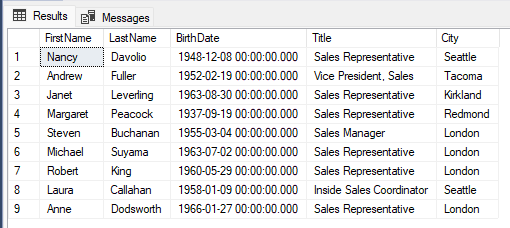 Results Messages
FirstName LastName BirthDate Title City
1 Nancy Davolio 1948-12-08 00:00:00.000 Sales Representative Seattle
2 Andrew Fuller 1952-02-19 00:00:00.000 Vice President, Sales Tacoma
3 Janet Leverling 1963-08-30 00:00:00.000 Sales Representative Kirkland
4 Margaret Peacock 1937-09-19 00:00:00.000 Sales Representative Redmond
5 Steven Buchanan 1955-03-04 00:00:00.000 Sales Manager London
6 Michael Suyama 1963-07-02 00:00:00.000 Sales Representative London
7 Robert King 1960-05-29 00:00:00.000 Sales Representative London
8 Laura Callahan 1958-01-09 00:00:00.000 Inside Sales Coordinator Seattle
9 Anne Dodsworth 1966-01-27 00:00:00.000 Sales Representative London